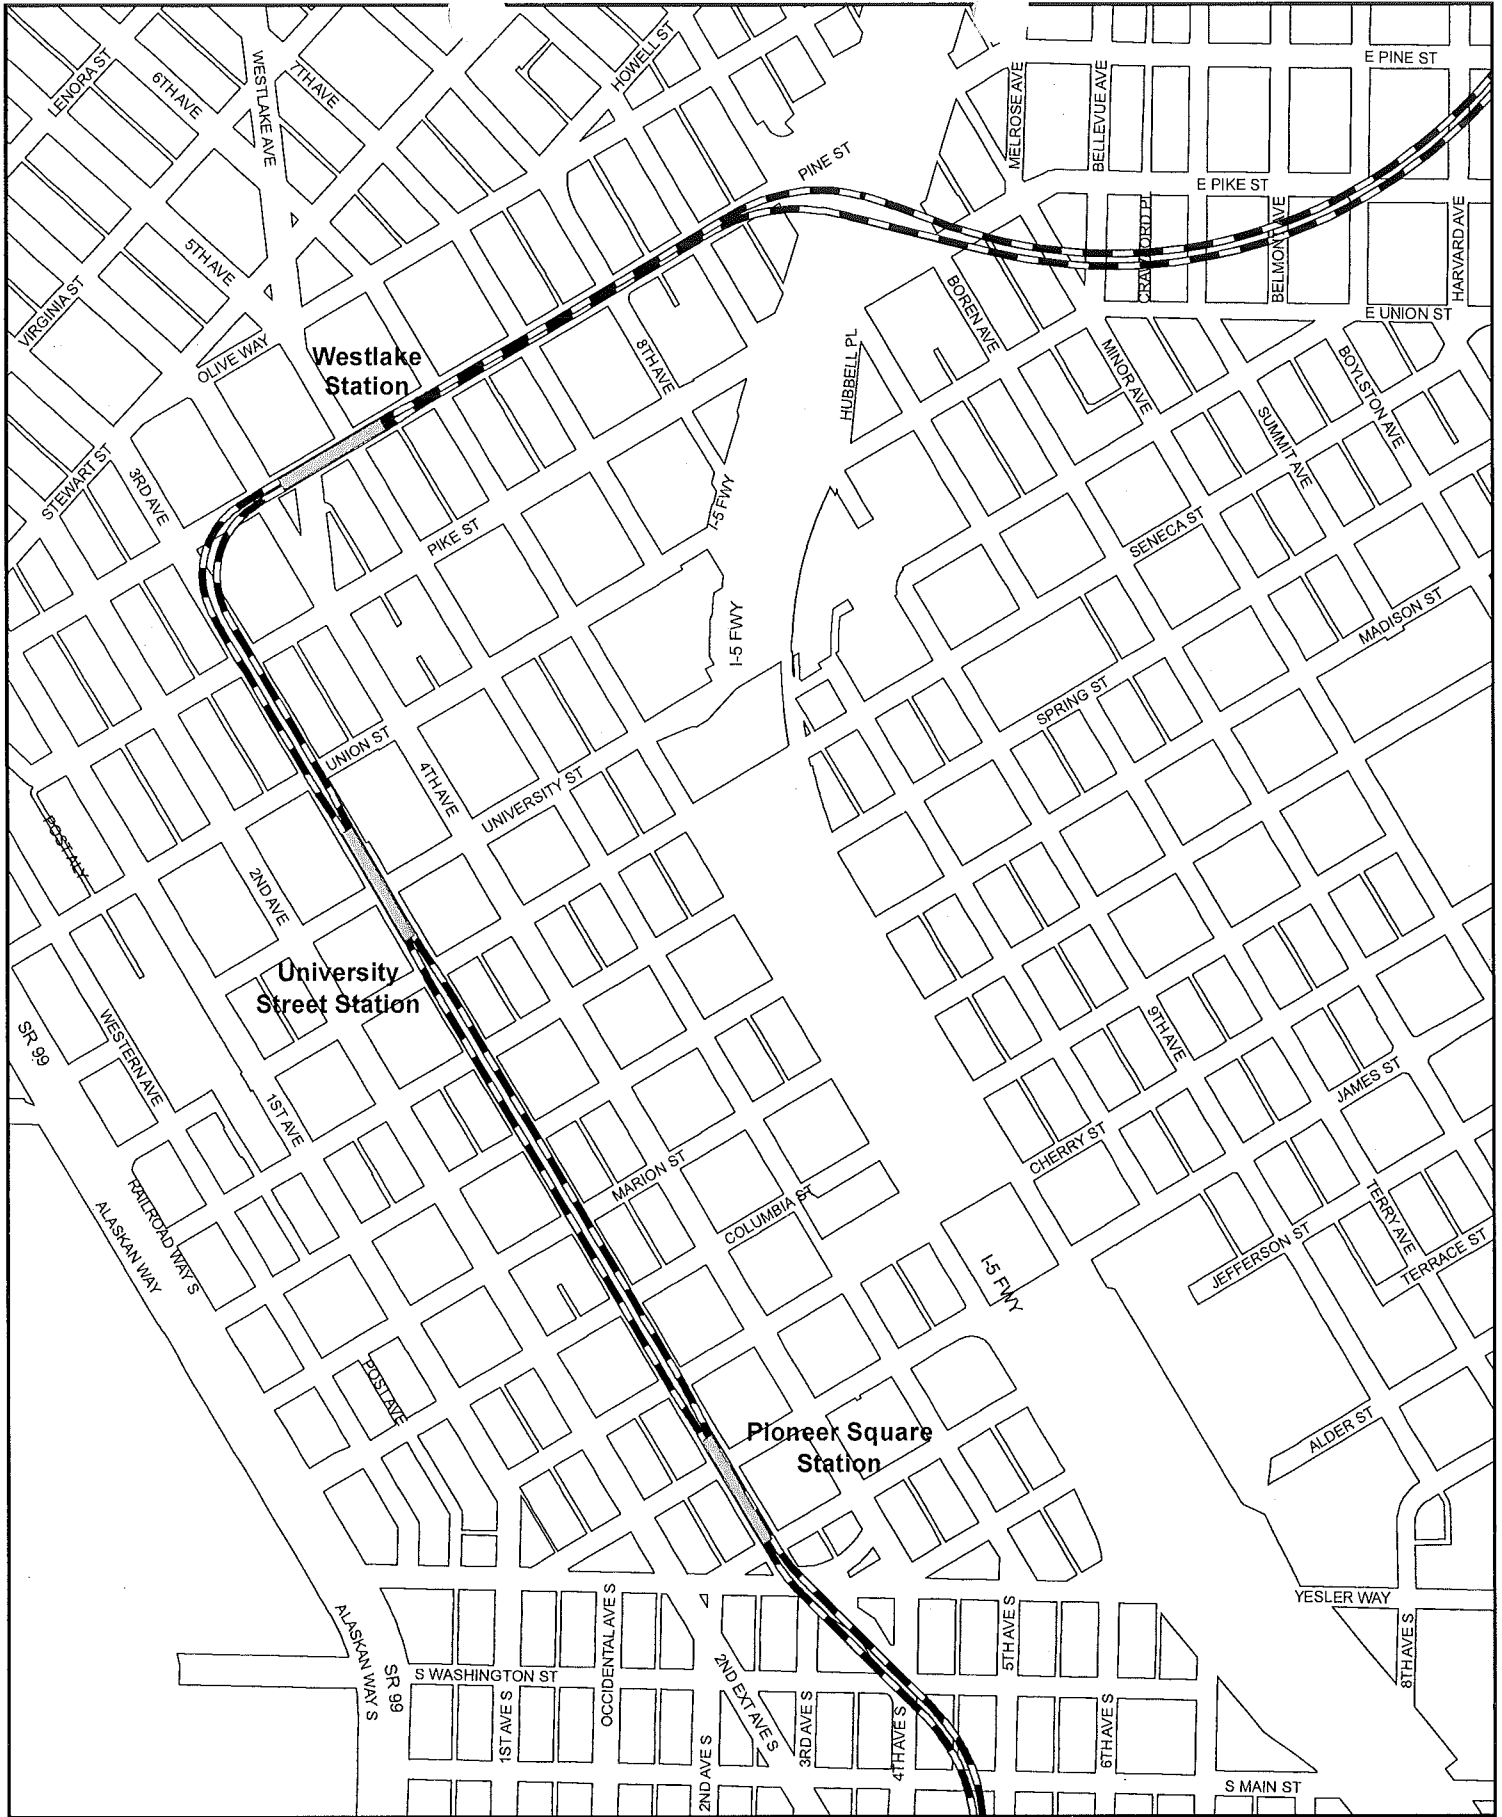 E PINE ST
HOWELL ST
LENORA ST
6TH AVE
WESTLAKE AVE
7TH AVE
MELROSE AVE
BELLEVUE AVE
PINE ST
E PIKE ST
CRAWFORD PL
BELMONT AVE
HARVARD AVE
5TH AVE
VIRGINIA ST
BOREN AVE
E UNION ST
OLIVE WAY
Westlake
Station
8TH AVE
HUBBELL PL
MINOR AVE
BOYLSTON AVE
SUMMIT AVE
STEWART ST
3RD AVE
I-5 FWY
PIKE ST
SENECA ST
MADISON ST
I-5 FWY
SPRING ST
UNION ST
4TH AVE
UNIVERSITY ST
POST ALY
2ND AVE
University
Street Station
SR 99
WESTERN AVE
9TH AVE
JAMES ST
1ST AVE
CHERRY ST
MARION ST
COLUMBIA ST
RAILROAD WAY S
ALASKAN WAY
TERRY AVE
JEFFERSON ST
TERRACE ST
I-5 FWY
POST AVE
Pioneer Square
Station
ALDER ST
YESLER WAY
ALASKAN WAY S
SR 99
OCCIDENTAL AVE S
5TH AVE S
8TH AVE S
S WASHINGTON ST
2ND EXT AVE S
1ST AVE S
2ND AVE S
3RD AVE S
4TH AVE S
6TH AVE S
S MAIN ST